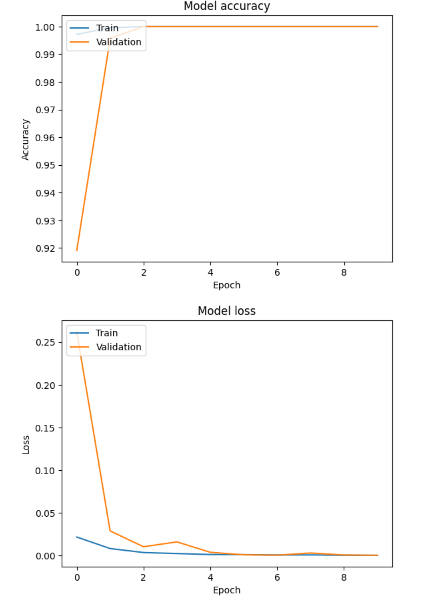 Model accuracy
Train
Validation
1.00
0.99
0.98
0.97
0.96
0.95
0.94
0.93
0.92
Accuracy
0 2 4 6 8
Epoch
Model loss
Train
Validation
0.25
0.20
0.15
0.10
0.05
0.00
Loss
0 2 4 6 8
Epoch